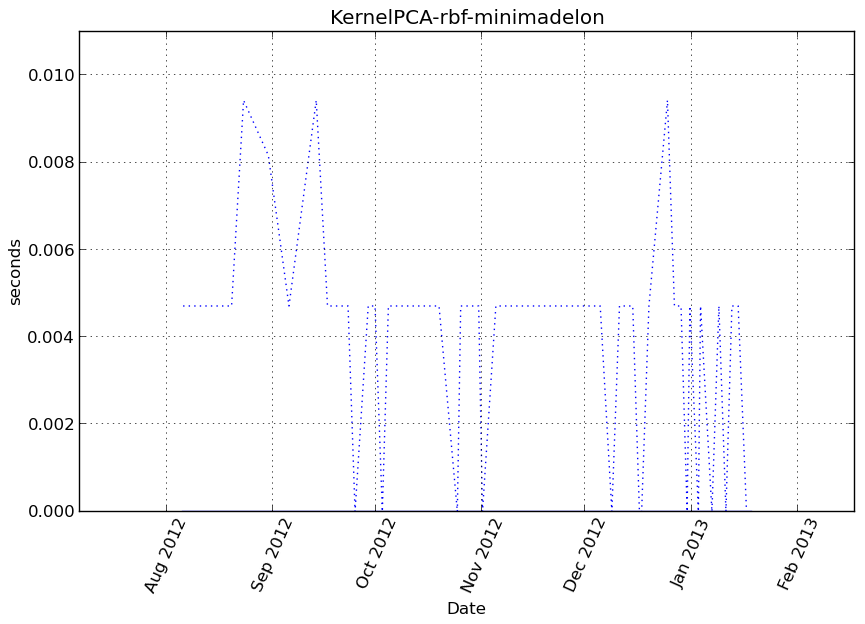 KernelPCA-rbf-minimadelon
0.010
0.008
0.006
0.004
0.002
0.000
seconds
Aug 2012
Sep 2012
Oct 2012
Nov 2012
Dec 2012
Jan 2013
Feb 2013
Date